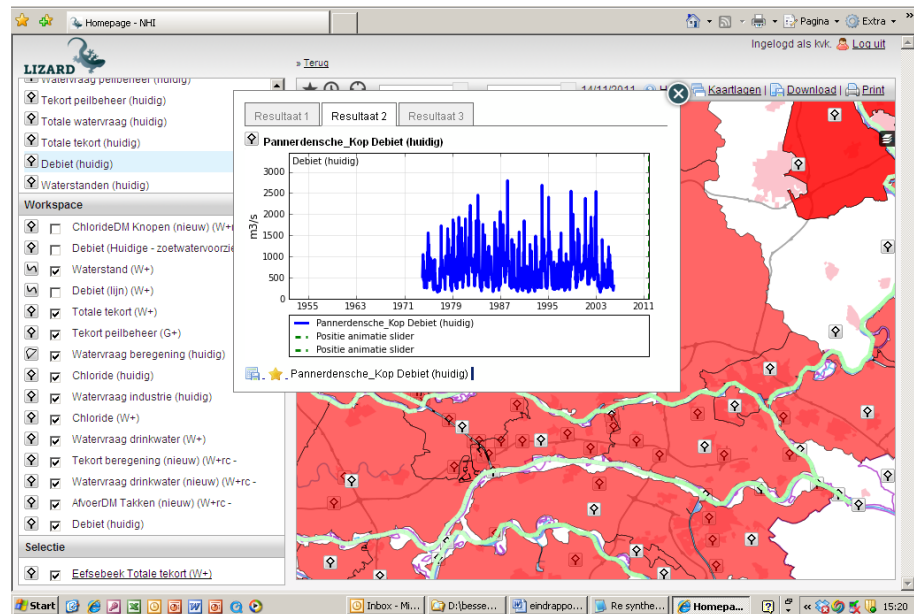 Homepage - NHI
Pagina
Extra
»
Ingelogd als kvk. Log uit
LIZARD
» Terug
Watervraag peilbeheer (huidig)
Tekort peilbeheer (huidig)
Totale watervraag (huidig)
Totale tekort (huidig)
Debiet (huidig)
Waterstanden (huidig)
14/11/2011
Kaartlagen | Download | Print
Workspace
ChlorideDM Knopen (nieuw) (W+r
Debiet (Huidige - zoetwatervoorzie
Waterstand (W+)
Debiet (lijn) (W+)
Totale tekort (W+)
Tekort peilbeheer (G+)
Watervraag beregening (huidig)
Chloride (huidig)
Watervraag industrie (huidig)
Chloride (W+)
Watervraag drinkwater (W+)
Tekort beregening (nieuw) (W+rc -
Watervraag drinkwater (nieuw) (W+rc -
AfvoerDM Takken (nieuw) (W+rc -
Debiet (huidig)
Selectie
Eefsebeek Totale tekort (W+)
Resultaat 1 Resultaat 2 Resultaat 3
Pannerdensche_Kop Debiet (huidig)
Debiet (huidig)
m3/s
3000
2500
2000
1500
1000
500
0
1955 1963 1971 1979 1987 1995 2003 2011
Pannerdensche_Kop Debiet (huidig)
Positie animatie slider
Positie animatie slider
Pannerdensche_Kop Debiet (huidig)
Start
Inbox - Mi...
D:\besse...
eindrappo...
Re synthe...
Homepa...
«
15:20